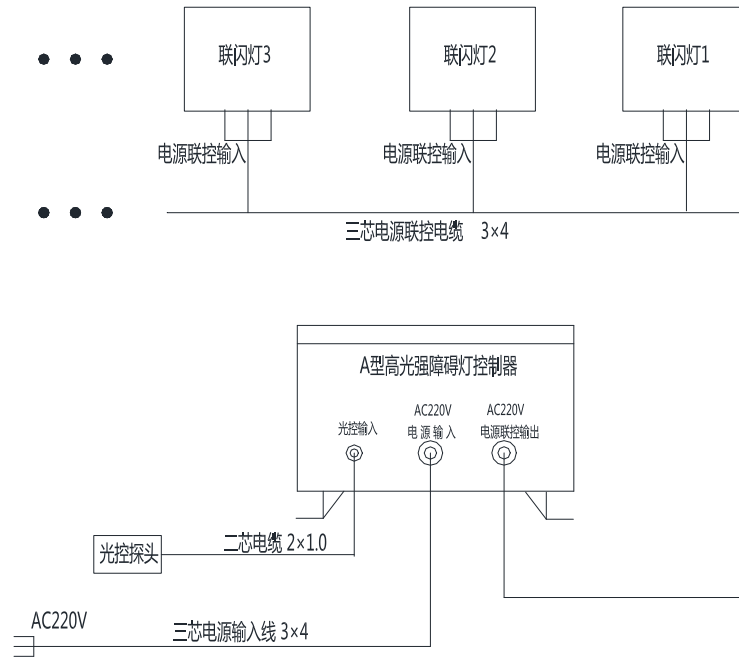 联闪灯3
联闪灯2
联闪灯1
电源联控输入
电源联控输入
电源联控输入
三芯电源联控电缆 3×4
A型高光强障碍灯控制器
光控输入
AC220V
电源输入
AC220V
电源联控输出
光控探头
二芯电缆 2×1.0
AC220V
三芯电源输入线 3×4